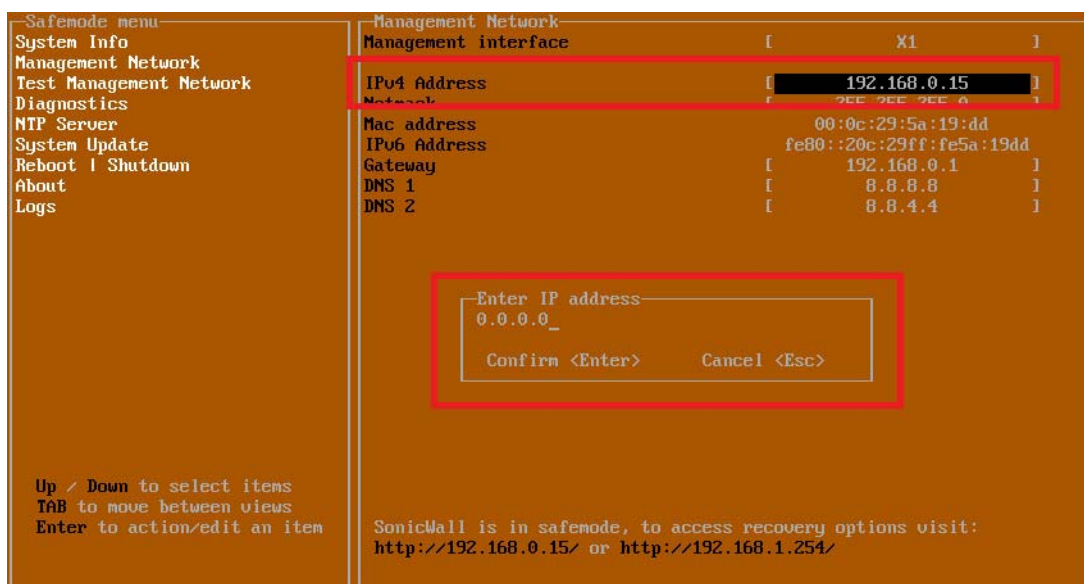 Safemode menu
System Info
Management Network
Test Management Network
Diagnostics
NTP Server
System Update
Reboot | Shutdown
About
Logs
Up / Down to select items
TAB to move between views
Enter to action/edit an item
Management Network
Management interface [ X1 ]
IPv4 Address [ 192.168.0.15 ]
Netmask [ 255.255.255.0 ]
Mac address 00:0c:29:5a:19:dd
IPv6 Address fe80::20c:29ff:fe5a:19dd
Gateway [ 192.168.0.1 ]
DNS 1 [ 8.8.8.8 ]
DNS 2 [ 8.8.4.4 ]
Enter IP address
0.0.0.0_
Confirm <Enter> Cancel <Esc>
SonicWall is in safemode, to access recovery options visit:
http://192.168.0.15/ or http://192.168.1.254/